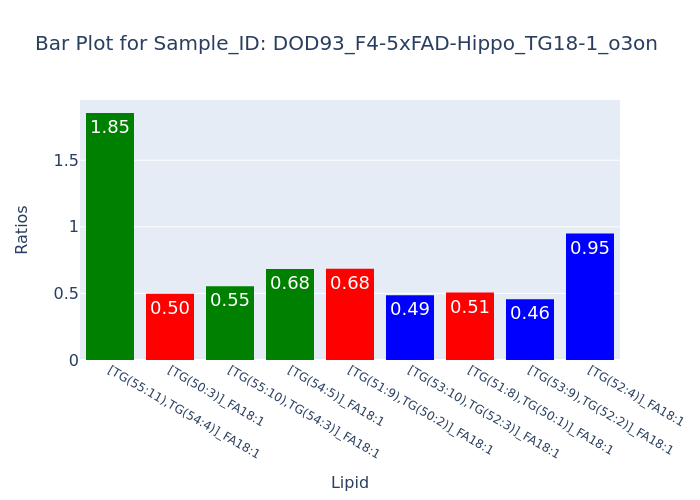 Bar Plot for Sample_ID: DOD93_F4-5xFAD-Hippo_TG18-1_o3on
Ratios
1.5
1
0.5
0
1.85
0.50
0.55
0.68
0.68
0.49
0.51
0.46
0.95
[TG(55:11),TG(54:4)]_FA18:1
[TG(50:3)]_FA18:1
[TG(55:10),TG(54:3)]_FA18:1
[TG(54:5)]_FA18:1
[TG(51:9),TG(50:2)]_FA18:1
[TG(53:10),TG(52:3)]_FA18:1
[TG(51:8),TG(50:1)]_FA18:1
[TG(53:9),TG(52:2)]_FA18:1
[TG(52:4)]_FA18:1
Lipid